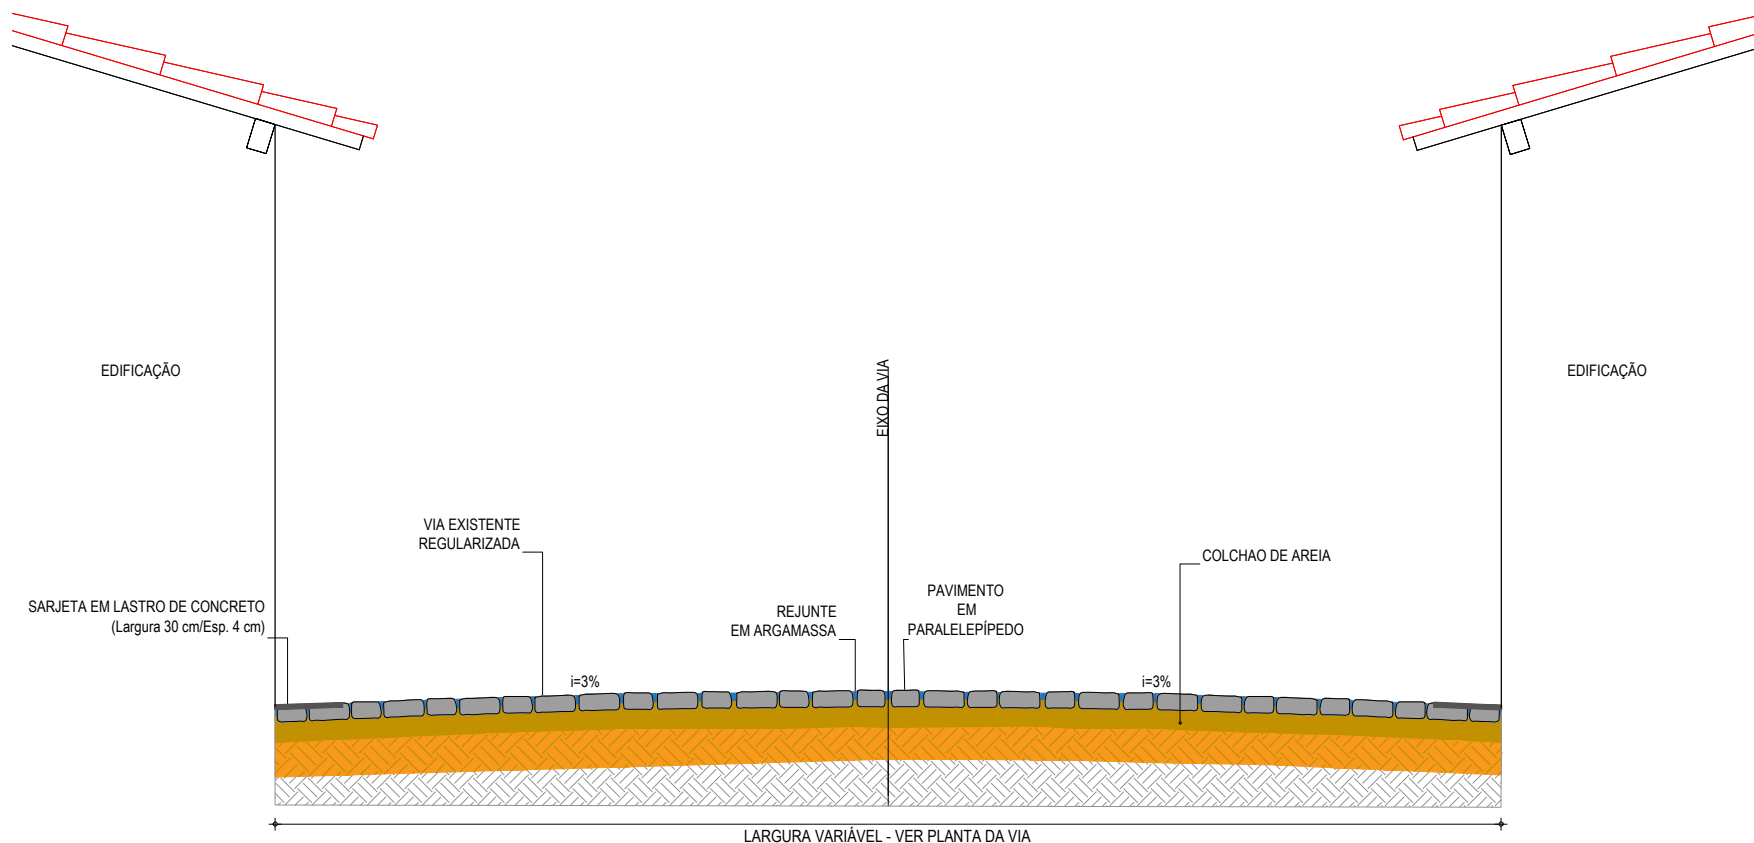 EDIFICAÇÃO
EIXO DA VIA
EDIFICAÇÃO
VIA EXISTENTE
REGULARIZADA
COLCHAO DE AREIA
SARJETA EM LASTRO DE CONCRETO
(Largura 30 cm/Esp. 4 cm)
REJUNTE
EM ARGAMASSA
PAVIMENTO
EM
PARALELEPÍPEDO
i=3%
i=3%
LARGURA VARIÁVEL - VER PLANTA DA VIA